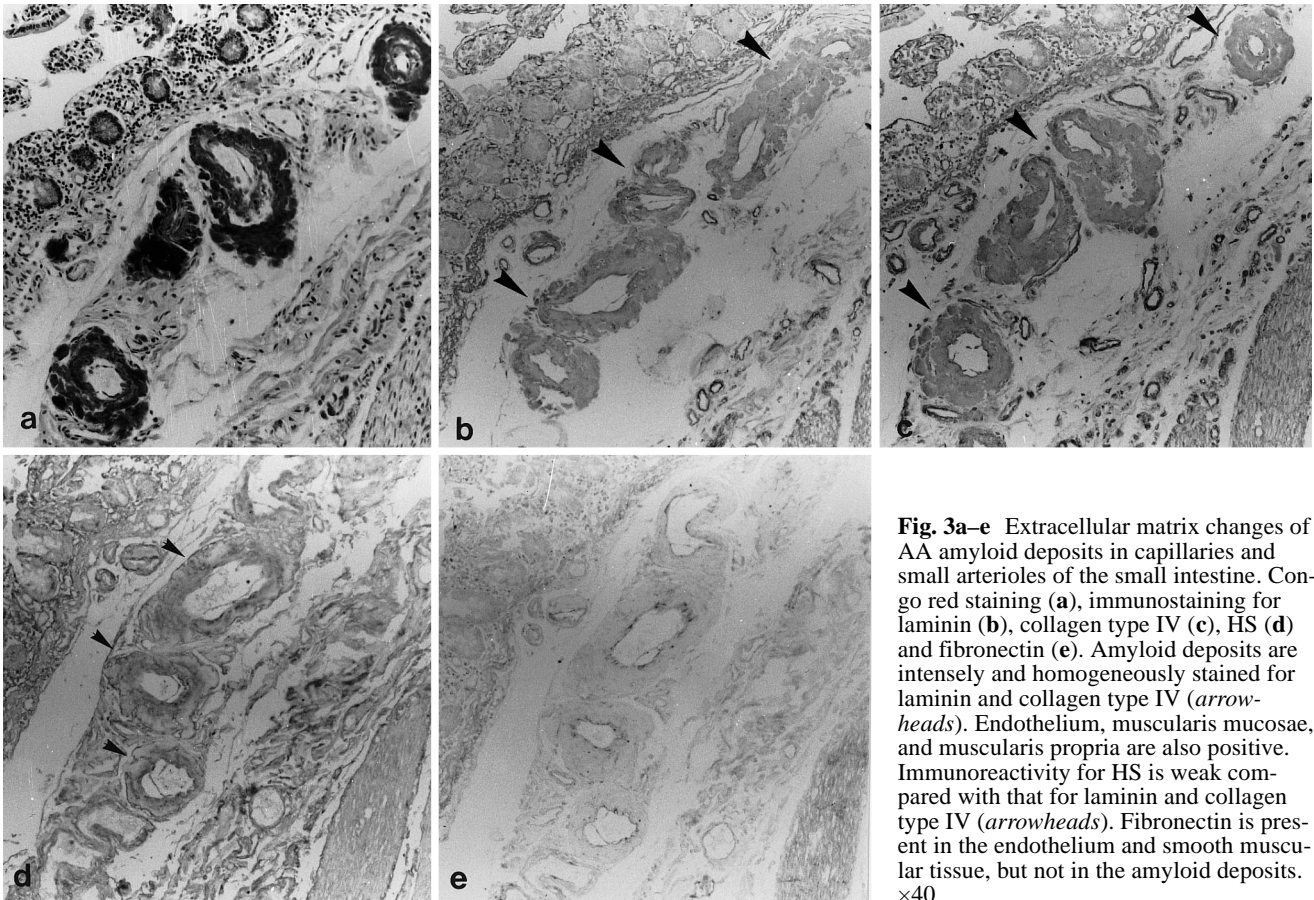 a
b
c
d
e
Fig. 3a–e Extracellular matrix changes of
AA amyloid deposits in capillaries and
small arterioles of the small intestine. Con-
go red staining (a), immunostaining for
laminin (b), collagen type IV (c), HS (d)
and fibronectin (e). Amyloid deposits are
intensely and homogeneously stained for
laminin and collagen type IV (arrow-
heads). Endothelium, muscularis mucosae,
and muscularis propria are also positive.
Immunoreactivity for HS is weak com-
pared with that for laminin and collagen
type IV (arrowheads). Fibronectin is pres-
ent in the endothelium and smooth muscu-
lar tissue, but not in the amyloid deposits.
×40